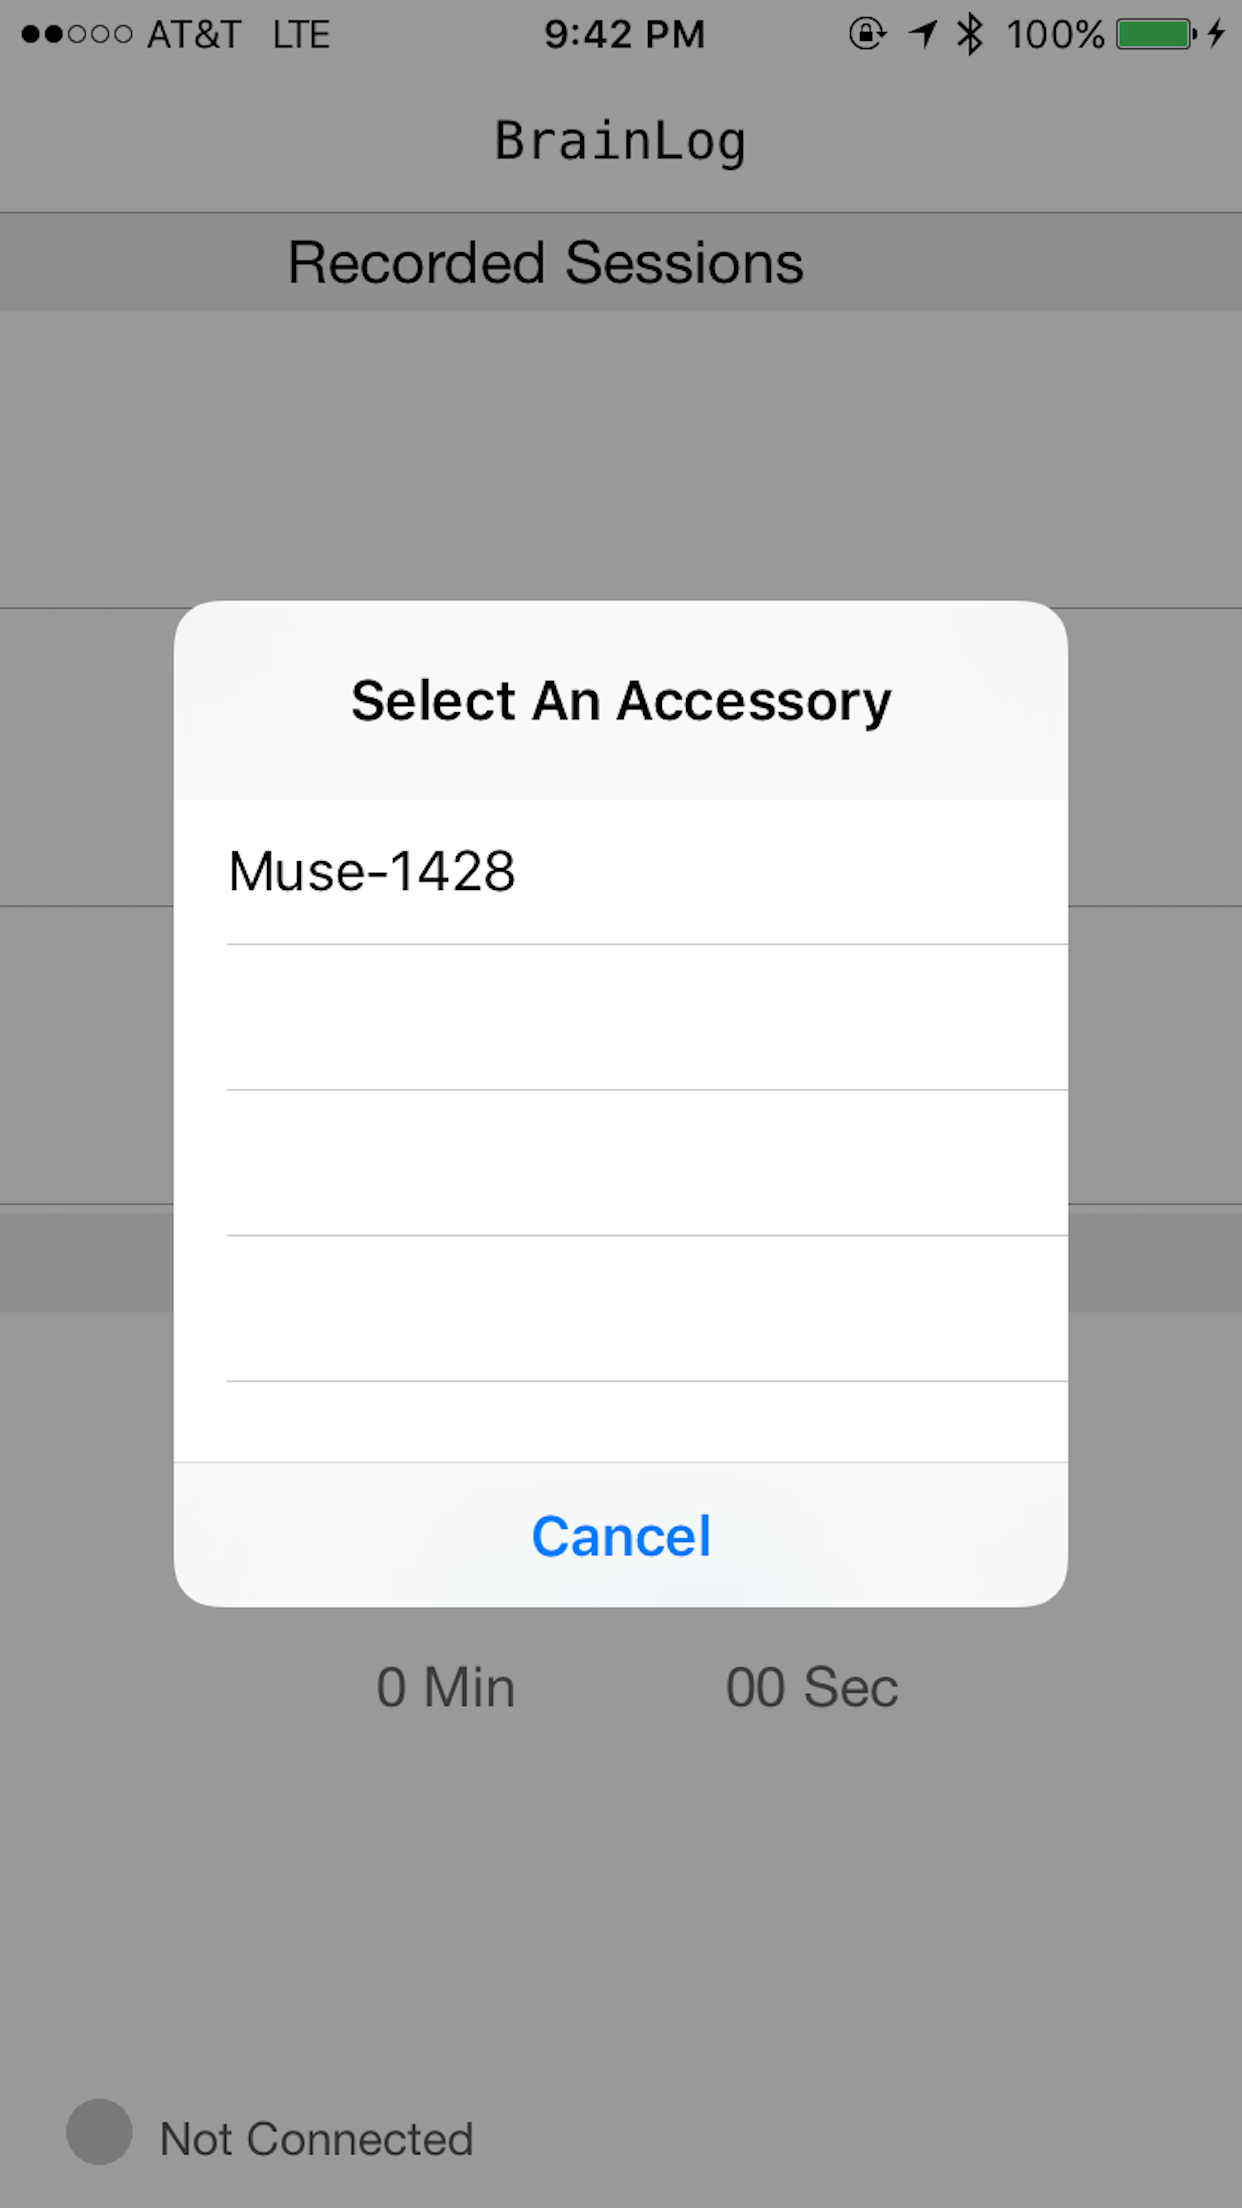 AT&T LTE 9:42 PM 100%
BrainLog
Recorded Sessions
Select An Accessory
Muse-1428
Cancel
0 Min 00 Sec
Not Connected